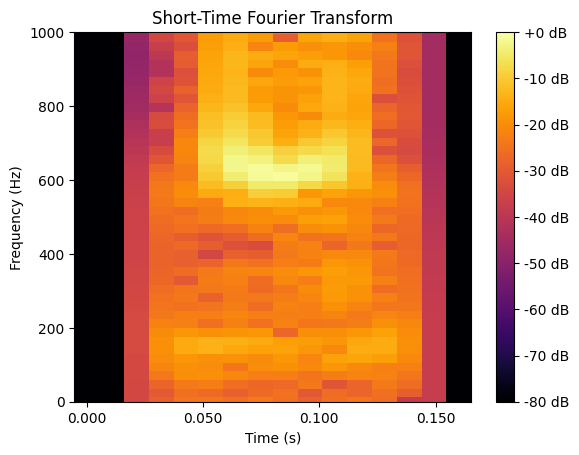 Short-Time Fourier Transform
1000
800
600
400
200
0
Frequency (Hz)
0.000
0.050
0.100
0.150
Time (s)
+0 dB
-10 dB
-20 dB
-30 dB
-40 dB
-50 dB
-60 dB
-70 dB
-80 dB